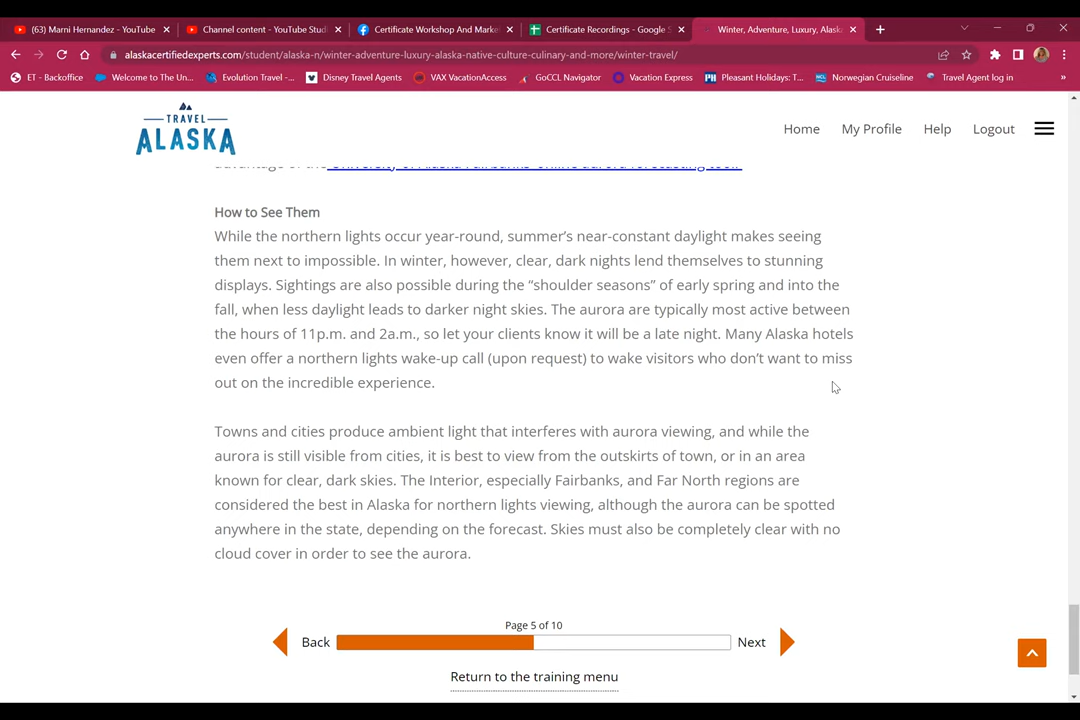 (63) Marni Hernandez - YouTube
Channel content - YouTube Studi
Certificate Workshop And Market
Certificate Recordings - Google S
Winter, Adventure, Luxury, Alaska
alaskacertifiedexperts.com/student/alaska-n/winter-adventure-luxury-alaska-native-culture-culinary-and-more/winter-travel/
ET - Backoffice
Welcome to The Un...
Evolution Travel -...
Disney Travel Agents
VAX VacationAccess
GoCCL Navigator
Vacation Express
Pleasant Holidays: T...
Norwegian Cruiseline
Travel Agent log in
TRAVEL
ALASKA
Home
My Profile
Help
Logout
advantage of the University of Alaska Fairbanks' online aurora forecasting tool.
How to See Them
While the northern lights occur year-round, summer’s near-constant daylight makes seeing
them next to impossible. In winter, however, clear, dark nights lend themselves to stunning
displays. Sightings are also possible during the “shoulder seasons” of early spring and into the
fall, when less daylight leads to darker night skies. The aurora are typically most active between
the hours of 11p.m. and 2a.m., so let your clients know it will be a late night. Many Alaska hotels
even offer a northern lights wake-up call (upon request) to wake visitors who don’t want to miss
out on the incredible experience.
Towns and cities produce ambient light that interferes with aurora viewing, and while the
aurora is still visible from cities, it is best to view from the outskirts of town, or in an area
known for clear, dark skies. The Interior, especially Fairbanks, and Far North regions are
considered the best in Alaska for northern lights viewing, although the aurora can be spotted
anywhere in the state, depending on the forecast. Skies must also be completely clear with no
cloud cover in order to see the aurora.
Page 5 of 10
Back
Next
Return to the training menu